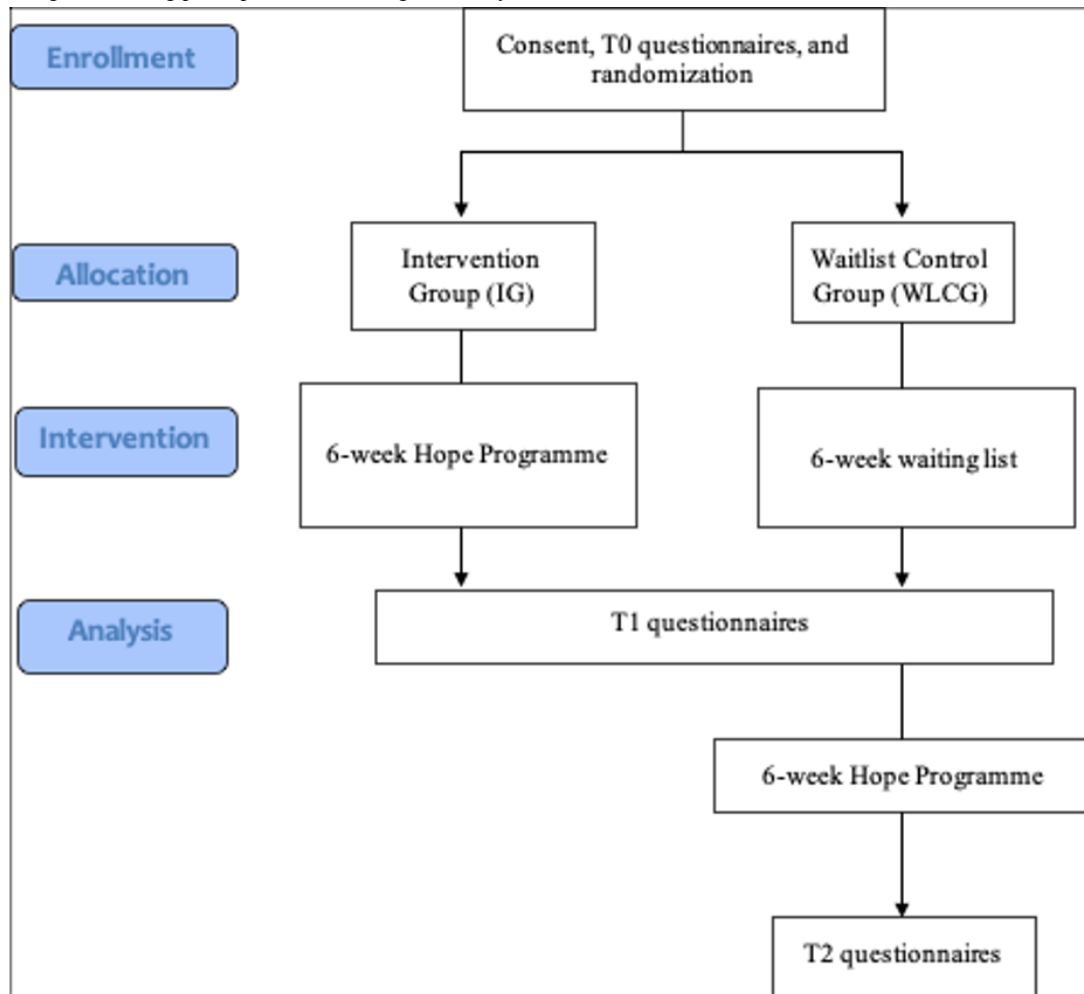 Enrollment
Consent, T0 questionnaires, and
randomization
Allocation
Intervention
Group (IG)
Waitlist Control
Group (WLCG)
Intervention
6-week Hope Programme
6-week waiting list
Analysis
T1 questionnaires
6-week Hope Programme
T2 questionnaires